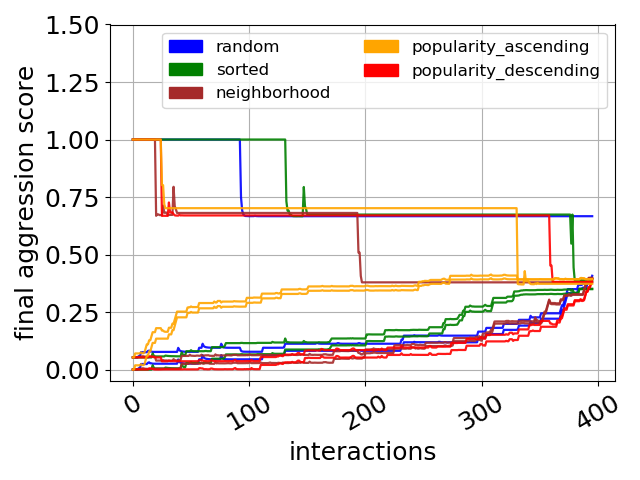 1.50
1.25
1.00
0.75
0.50
0.25
0.00
final aggression score
random
sorted
neighborhood
popularity_ascending
popularity_descending
0
100
200
300
400
interactions